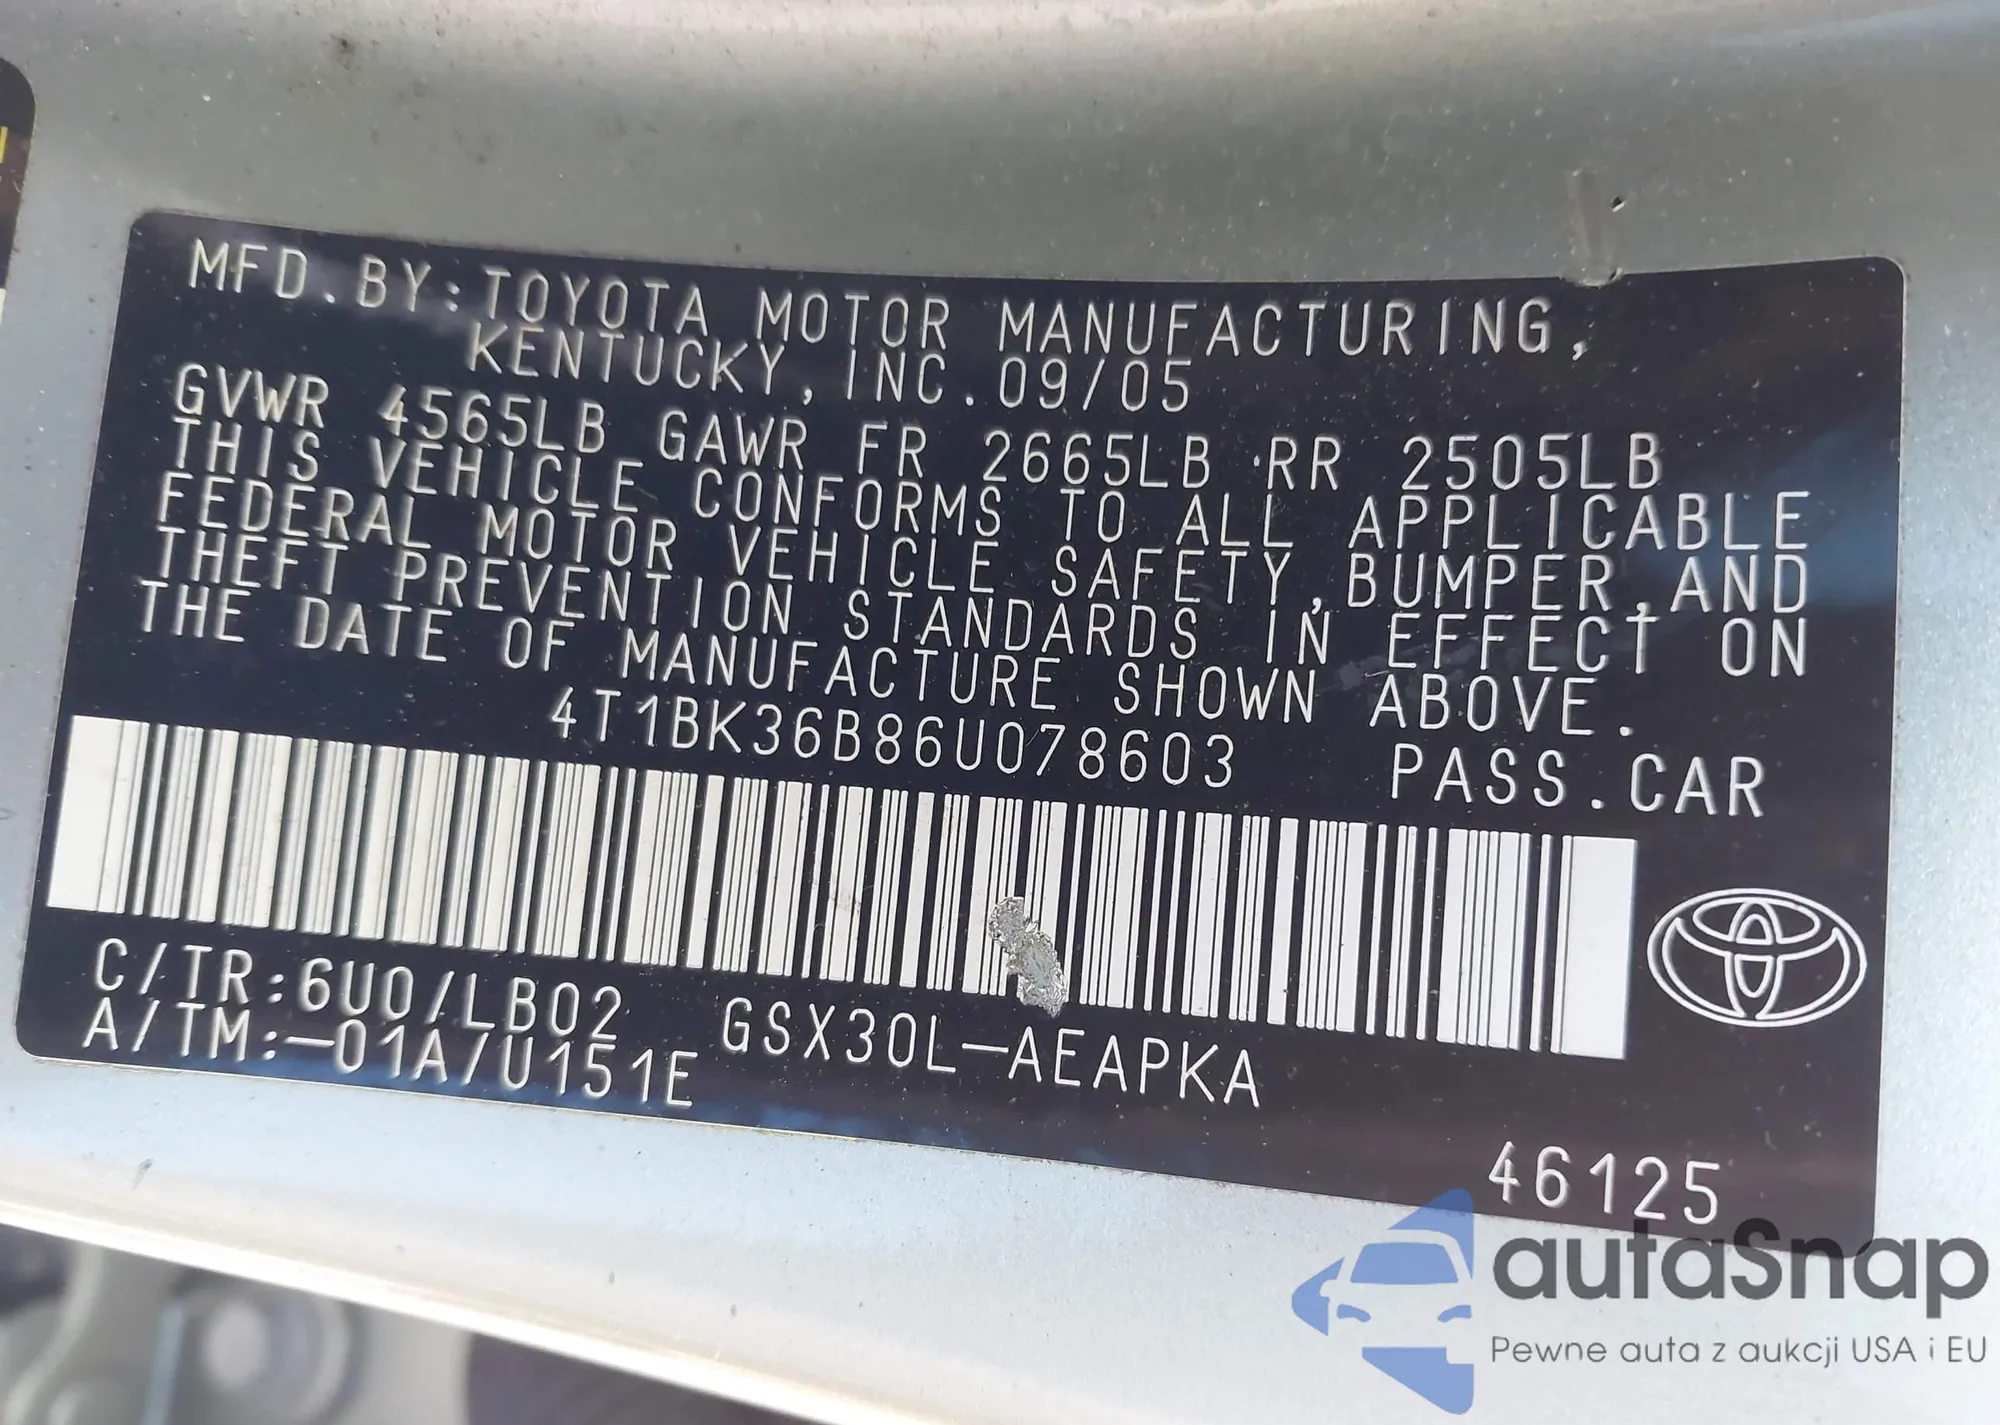 MFD.BY:TOYOTA MOTOR MANUFACTURING,
KENTUCKY, INC.09/05
GVWR 4565LB GAWR FR 2665LB RR 2505LB
THIS VEHICLE CONFORMS TO ALL APPLICABLE
FEDERAL MOTOR VEHICLE SAFETY,BUMPER,AND
THEFT PREVENTION STANDARDS IN EFFECT ON
THE DATE OF MANUFACTURE SHOWN ABOVE.
4T1BK36B86U078603 PASS.CAR
C/TR:6U0/LB02 GSX30L-AEAPKA
A/TM:-01A/U151E
46125
autaSnap
Pewne auta z aukcji USA i EU